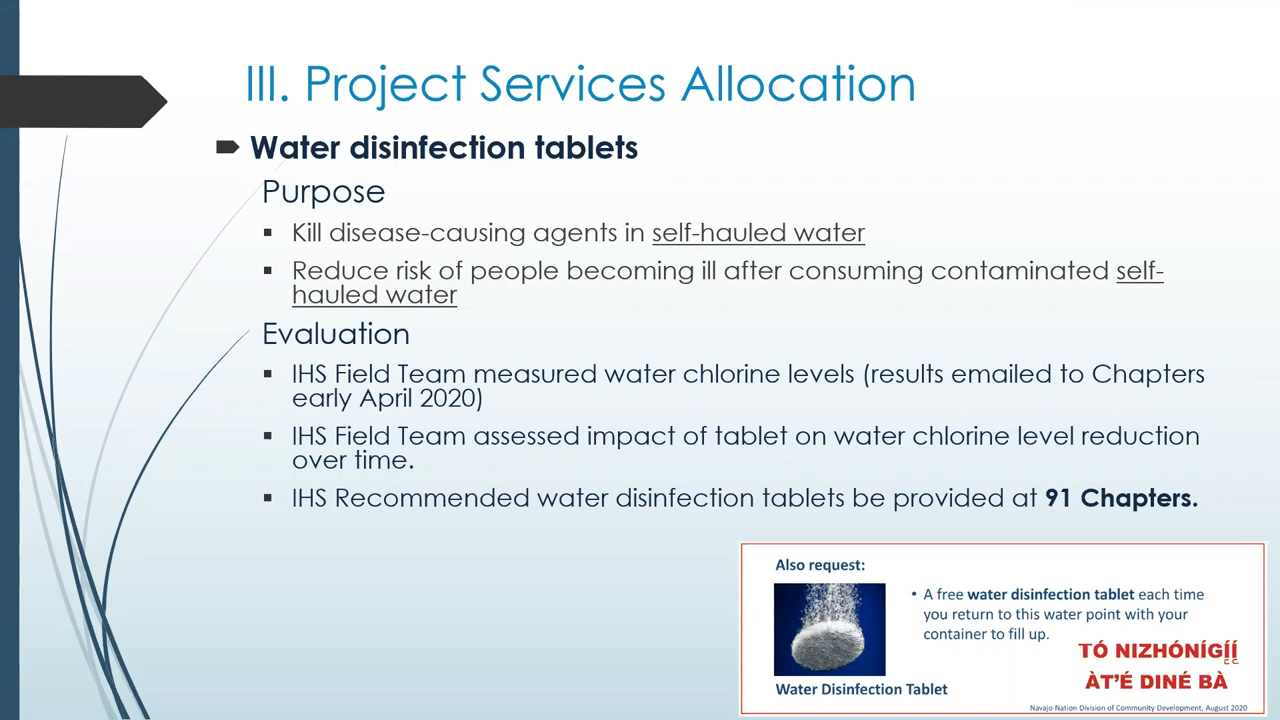 III. Project Services Allocation
Water disinfection tablets
Purpose
Kill disease-causing agents in self-hauled water
Reduce risk of people becoming ill after consuming contaminated self-
hauled water
Evaluation
IHS Field Team measured water chlorine levels (results emailed to Chapters
early April 2020)
IHS Field Team assessed impact of tablet on water chlorine level reduction
over time.
IHS Recommended water disinfection tablets be provided at 91 Chapters.
Also request:
• A free water disinfection tablet each time
you return to this water point with your
container to fill up.
TÓ NIZHÓNÍGÍ̜Í̜
ÀT'É DINÉ BÀ
Water Disinfection Tablet
Navajo Nation Division of Community Development, August 2020